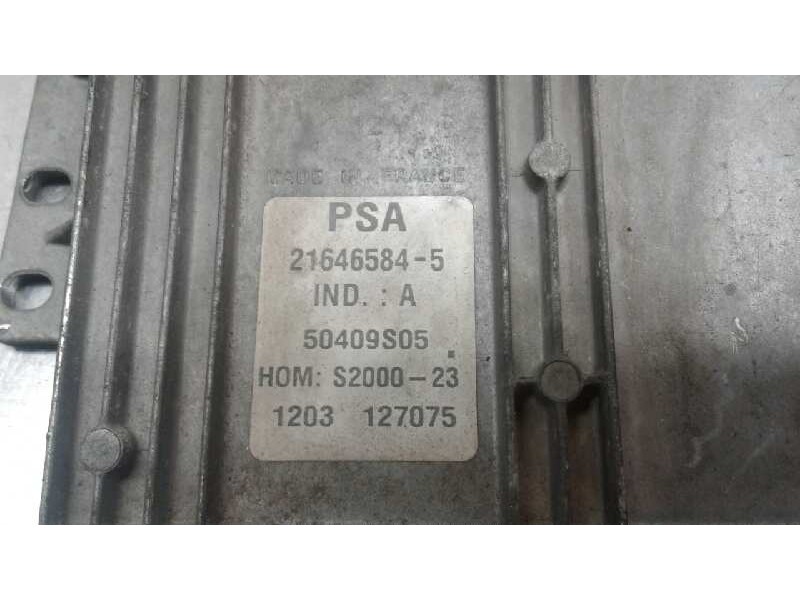 MADE IN FRANCE
PSA
21646584-5
IND. : A
50409S05
HOM: S2000-23
1203 127075